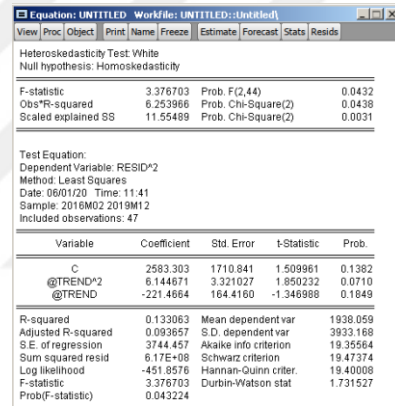 Equation: UNTITLED Workfile: UNTITLED::Untitled\
View Proc Object Print Name Freeze Estimate Forecast Stats Resids
Heteroskedasticity Test: White
Null hypothesis: Homoskedasticity
F-statistic 3.376703 Prob. F(2,44) 0.0432
Obs*R-squared 6.253966 Prob. Chi-Square(2) 0.0438
Scaled explained SS 11.55489 Prob. Chi-Square(2) 0.0031
Test Equation:
Dependent Variable: RESID^2
Method: Least Squares
Date: 06/01/20 Time: 11:41
Sample: 2016M02 2019M12
Included observations: 47
Variable Coefficient Std. Error t-Statistic Prob.
C 2583.303 1710.841 1.509961 0.1382
@TREND^2 6.144671 3.321027 1.850232 0.0710
@TREND -221.4664 164.4160 -1.346988 0.1849
R-squared 0.133063 Mean dependent var 1938.059
Adjusted R-squared 0.093657 S.D. dependent var 3933.168
S.E. of regression 3744.457 Akaike info criterion 19.35564
Sum squared resid 6.17E+08 Schwarz criterion 19.47374
Log likelihood -451.8576 Hannan-Quinn criter. 19.40008
F-statistic 3.376703 Durbin-Watson stat 1.731527
Prob(F-statistic) 0.043224